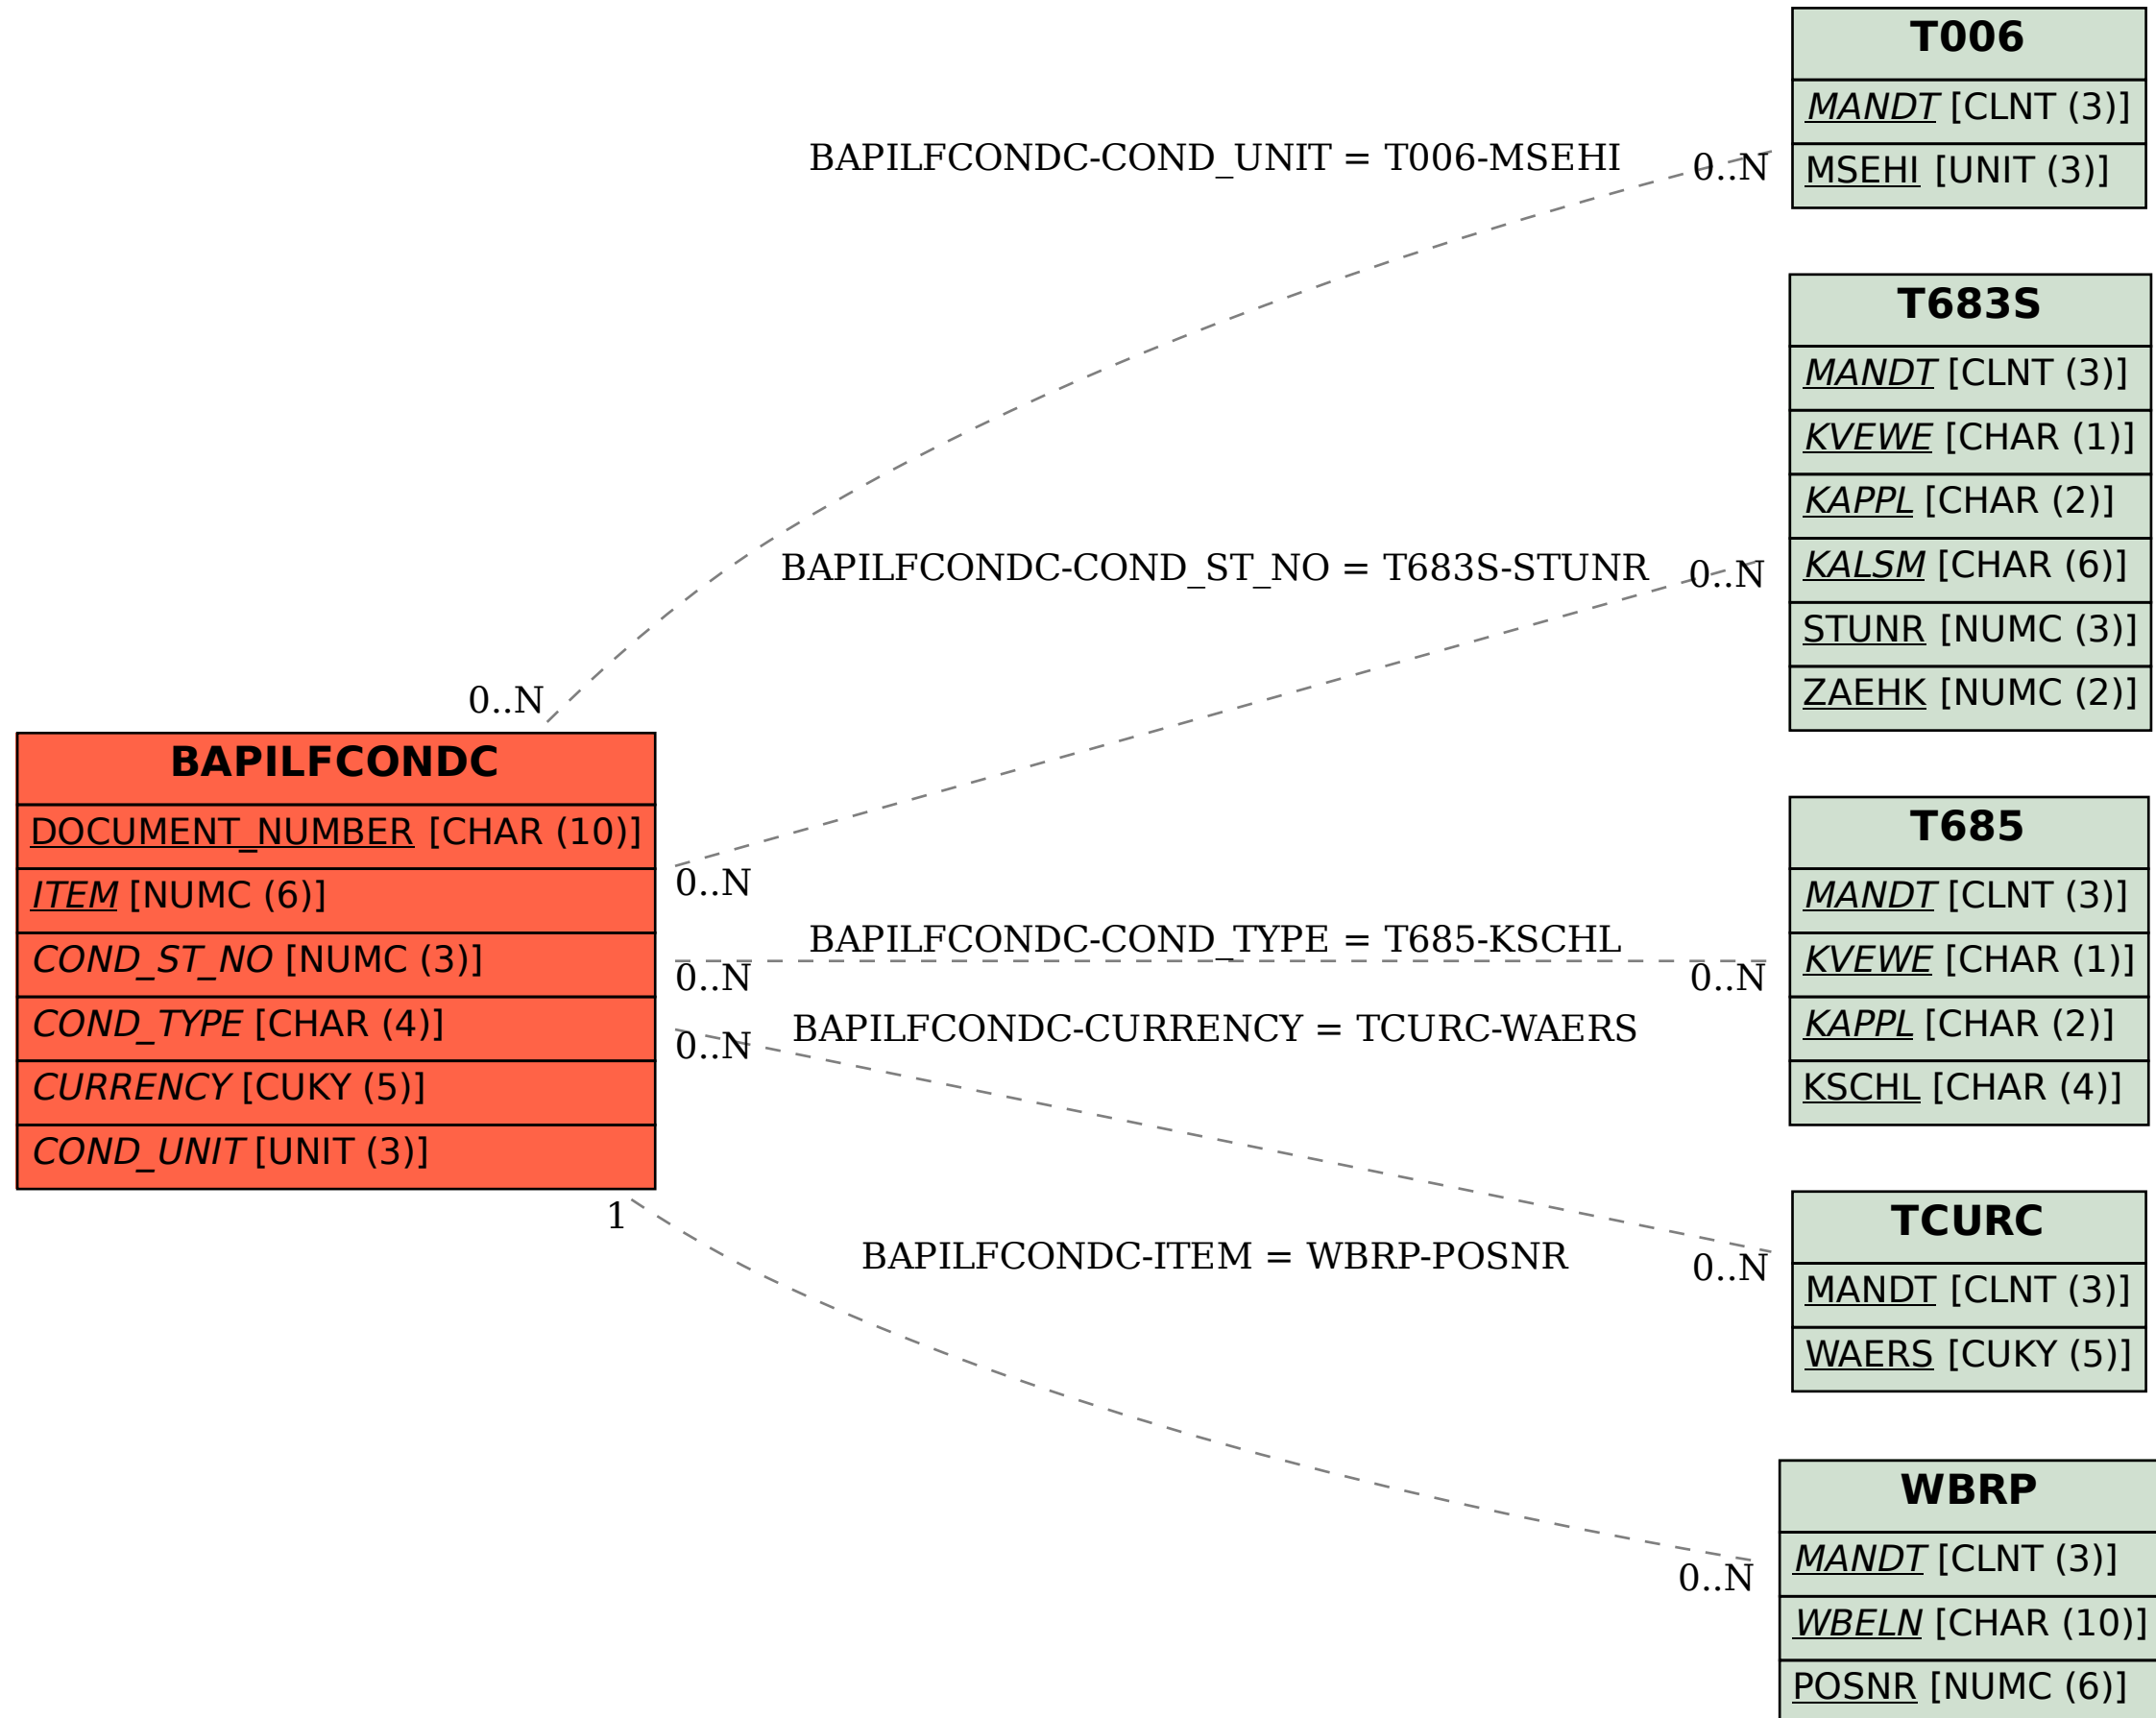 T006
MANDT [CLNT (3)]
MSEHI [UNIT (3)]
BAPILFCONDC-COND_UNIT = T006-MSEHI
0..N
0..N
T683S
MANDT [CLNT (3)]
KVEWE [CHAR (1)]
KAPPL [CHAR (2)]
KALSM [CHAR (6)]
STUNR [NUMC (3)]
ZAEHK [NUMC (2)]
BAPILFCONDC-COND_ST_NO = T683S-STUNR
0..N
0..N
BAPILFCONDC
DOCUMENT_NUMBER [CHAR (10)]
ITEM [NUMC (6)]
COND_ST_NO [NUMC (3)]
COND_TYPE [CHAR (4)]
CURRENCY [CUKY (5)]
COND_UNIT [UNIT (3)]
T685
MANDT [CLNT (3)]
KVEWE [CHAR (1)]
KAPPL [CHAR (2)]
KSCHL [CHAR (4)]
BAPILFCONDC-COND_TYPE = T685-KSCHL
0..N
0..N
BAPILFCONDC-CURRENCY = TCURC-WAERS
0..N
0..N
TCURC
MANDT [CLNT (3)]
WAERS [CUKY (5)]
1
BAPILFCONDC-ITEM = WBRP-POSNR
0..N
WBRP
MANDT [CLNT (3)]
WBELN [CHAR (10)]
POSNR [NUMC (6)]